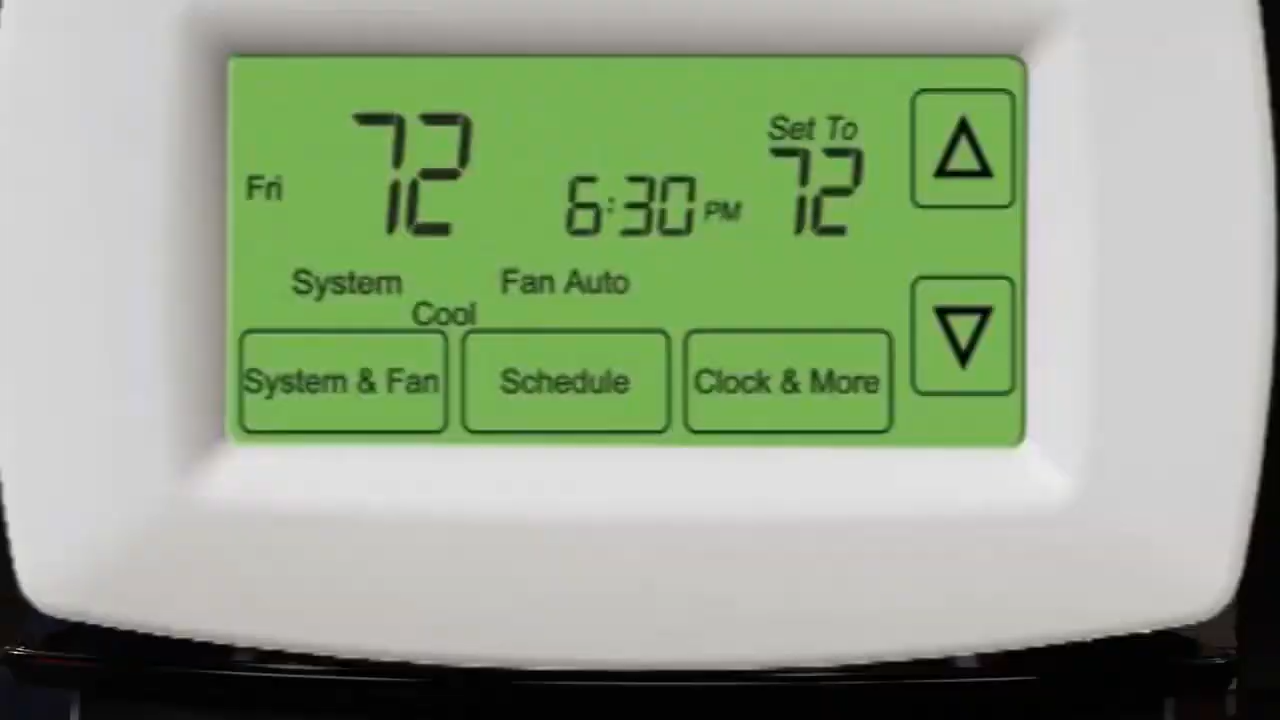 Fri 72 6:30 PM Set To 72
System Fan Auto
Cool
System & Fan Schedule Clock & More